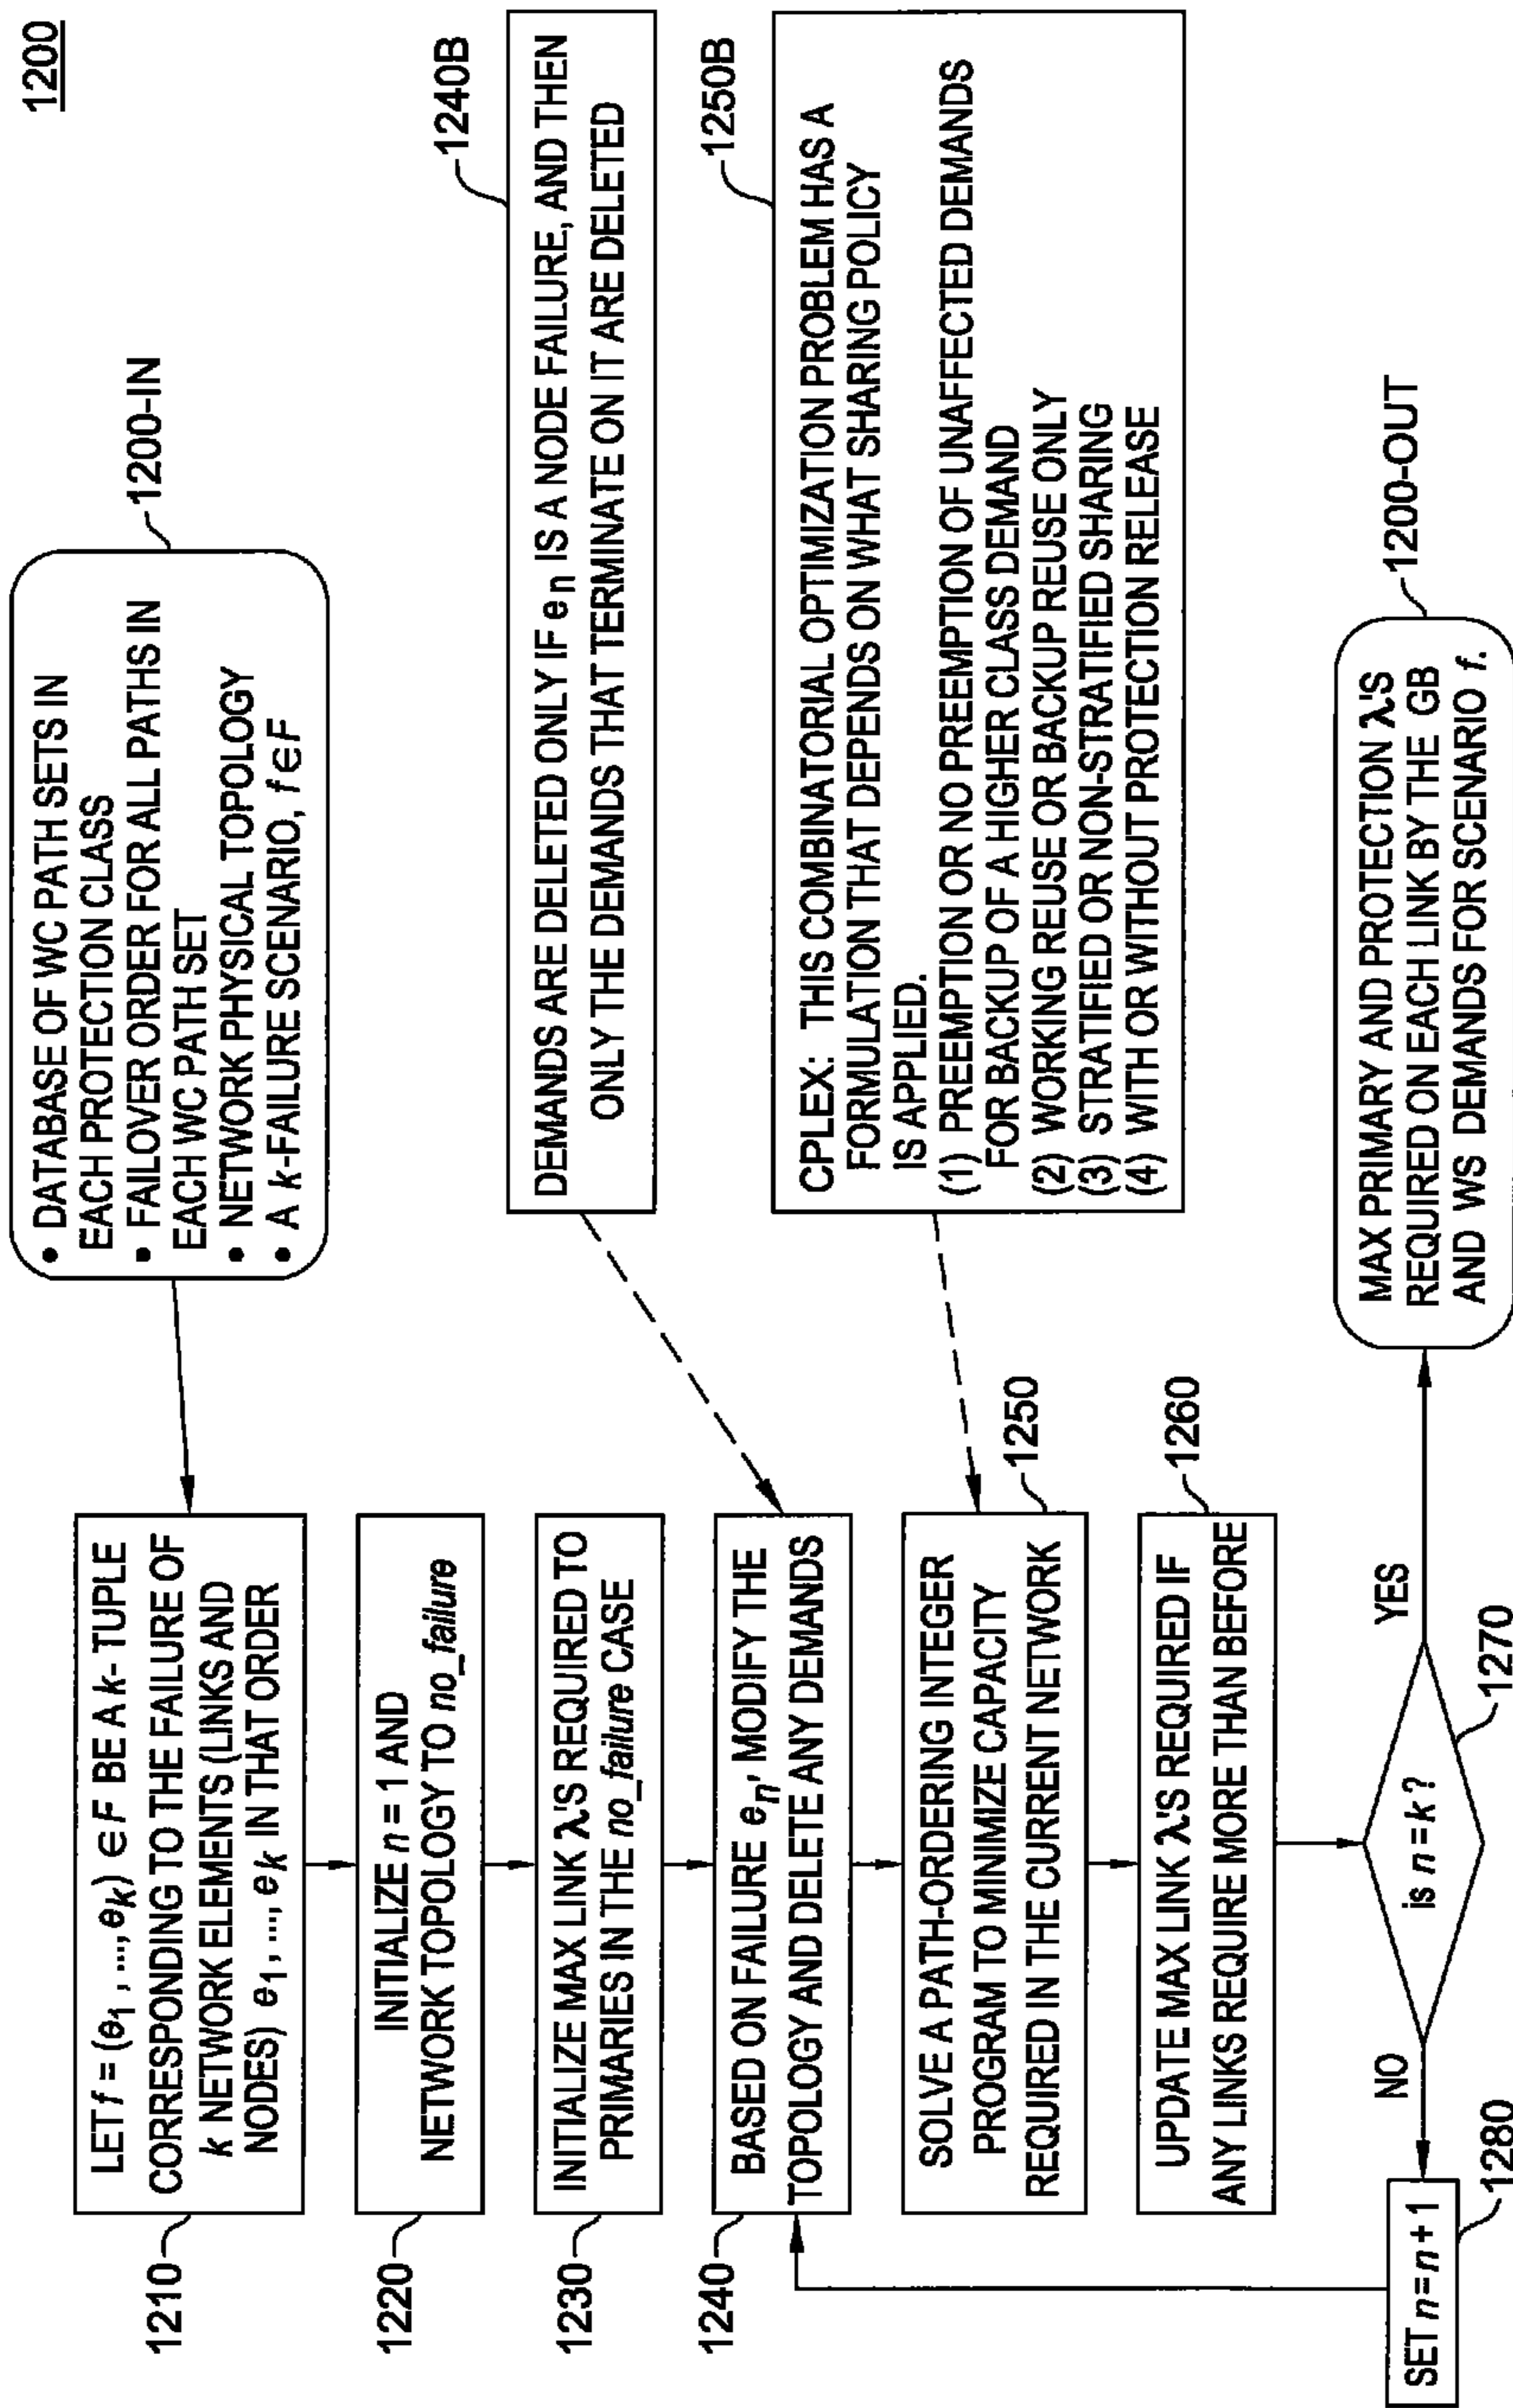 1200
• DATABASE OF WC PATH SETS IN
EACH PROTECTION CLASS
• FAILOVER ORDER FOR ALL PATHS IN
EACH WC PATH SET
• NETWORK PHYSICAL TOPOLOGY
• A k-FAILURE SCENARIO, f ∈ F
1200-IN
1210
LET f = (e1, ..., ek) ∈ F BE A k- TUPLE
CORRESPONDING TO THE FAILURE OF
k NETWORK ELEMENTS (LINKS AND
NODES) e1, ..., ek IN THAT ORDER
1220
INITIALIZE n = 1 AND
NETWORK TOPOLOGY TO no_failure
1230
INITIALIZE MAX LINK λ'S REQUIRED TO
PRIMARIES IN THE no_failure CASE
1240
BASED ON FAILURE en, MODIFY THE
TOPOLOGY AND DELETE ANY DEMANDS
1240B
DEMANDS ARE DELETED ONLY IF en IS A NODE FAILURE, AND THEN
ONLY THE DEMANDS THAT TERMINATE ON IT ARE DELETED
SOLVE A PATH-ORDERING INTEGER
PROGRAM TO MINIMIZE CAPACITY
REQUIRED IN THE CURRENT NETWORK
1250
1250B
CPLEX: THIS COMBINATORIAL OPTIMIZATION PROBLEM HAS A
FORMULATION THAT DEPENDS ON WHAT SHARING POLICY
IS APPLIED.
(1) PREEMPTION OR NO PREEMPTION OF UNAFFECTED DEMANDS
FOR BACKUP OF A HIGHER CLASS DEMAND
(2) WORKING REUSE OR BACKUP REUSE ONLY
(3) STRATIFIED OR NON-STRATIFIED SHARING
(4) WITH OR WITHOUT PROTECTION RELEASE
UPDATE MAX LINK λ'S REQUIRED IF
ANY LINKS REQUIRE MORE THAN BEFORE
1260
is n = k ?
1270
NO
YES
SET n = n + 1
1280
MAX PRIMARY AND PROTECTION λ'S
REQUIRED ON EACH LINK BY THE GB
AND WS DEMANDS FOR SCENARIO f.
1200-OUT